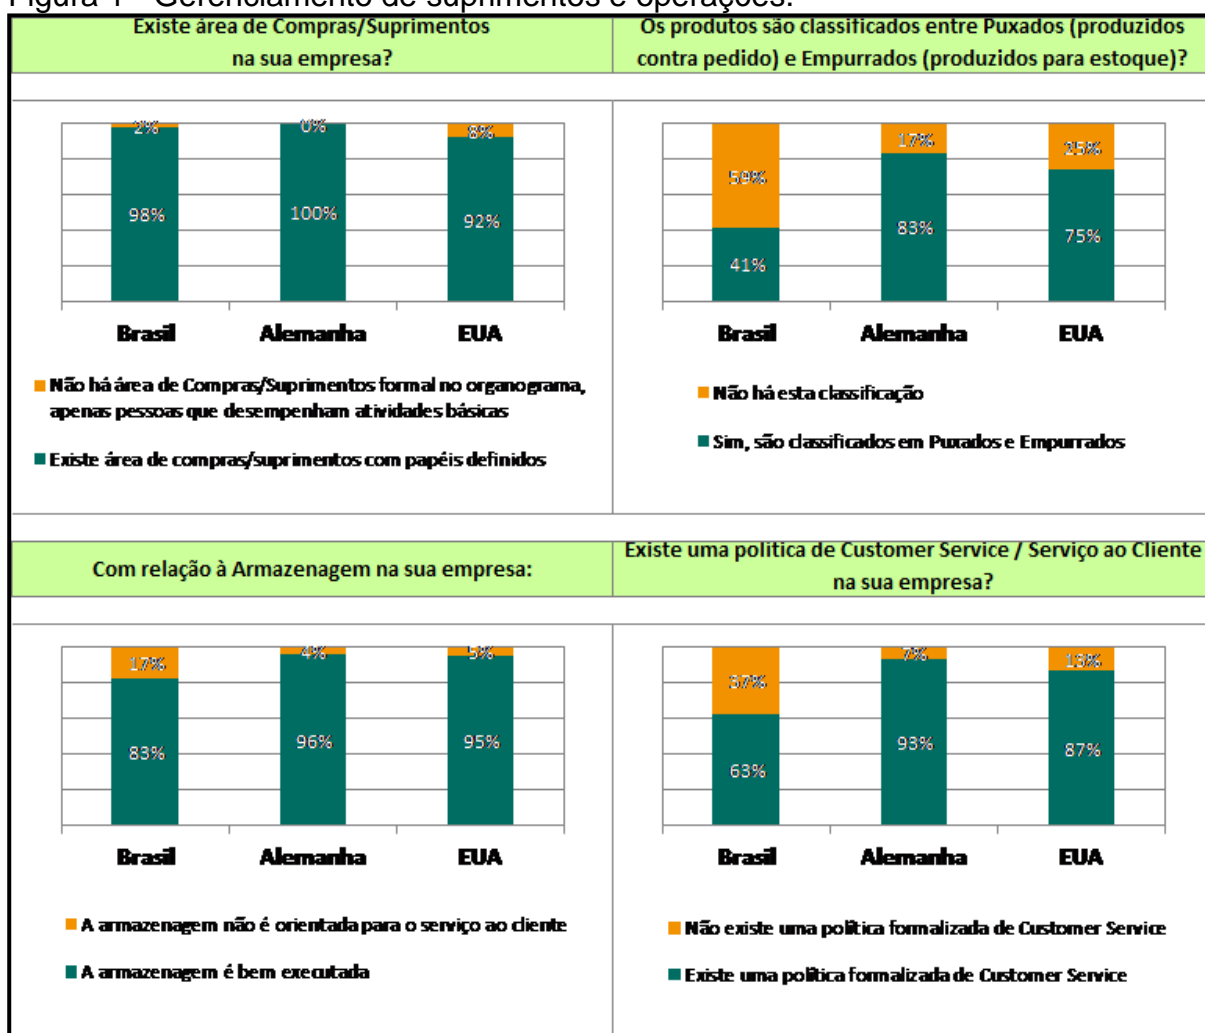 Figura 1 - Gerenciamento de suprimentos e operações.
Existe área de Compras/Suprimentos
na sua empresa?
Os produtos são classificados entre Puxados (produzidos
contra pedido) e Empurrados (produzidos para estoque)?
2%
0%
8%
98%
100%
92%
Brasil
Alemanha
EUA
Não há área de Compras/Suprimentos formal no organograma,
apenas pessoas que desempenham atividades básicas
Existe área de compras/suprimentos com papéis definidos
59%
17%
25%
41%
83%
75%
Brasil
Alemanha
EUA
Não há esta classificação
Sim, são classificados em Puxados e Empurrados
Com relação à Armazenagem na sua empresa:
Existe uma política de Customer Service / Serviço ao Cliente
na sua empresa?
17%
4%
5%
83%
96%
95%
Brasil
Alemanha
EUA
A armazenagem não é orientada para o serviço ao cliente
A armazenagem é bem executada
37%
7%
13%
63%
93%
87%
Brasil
Alemanha
EUA
Não existe uma política formalizada de Customer Service
Existe uma política formalizada de Customer Service